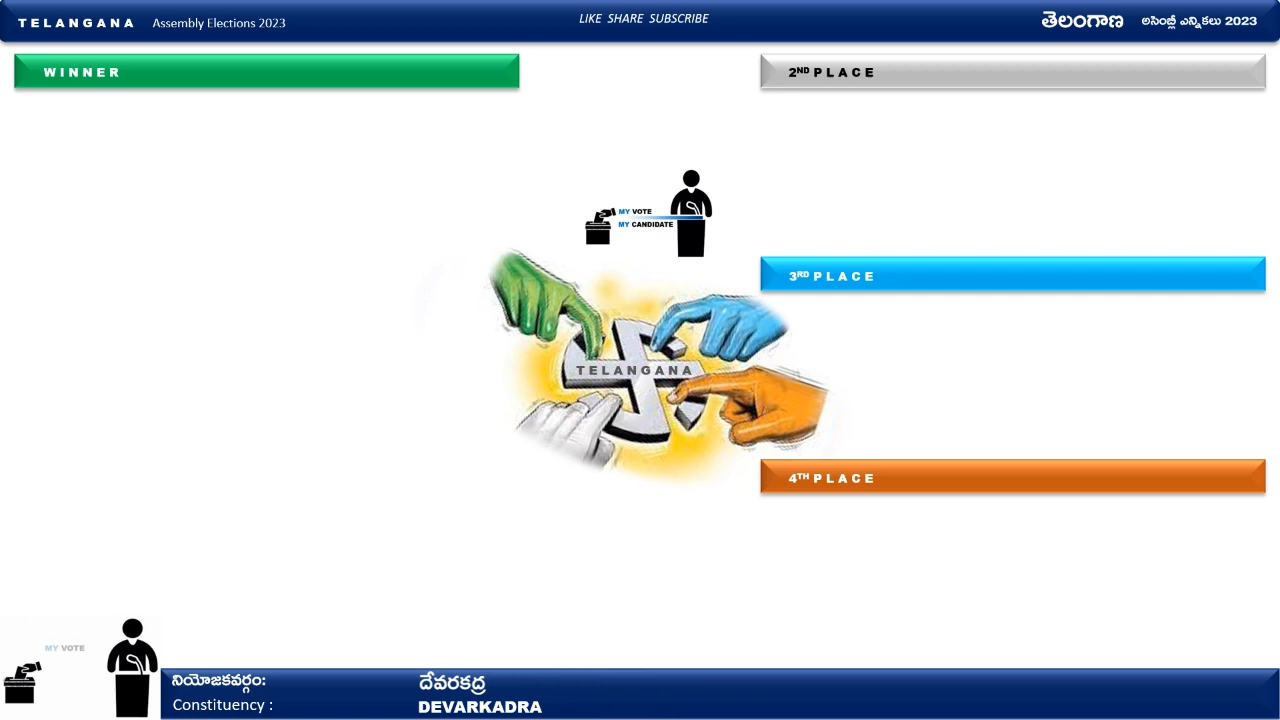 TELANGANA Assembly Elections 2023
LIKE SHARE SUBSCRIBE
తెలంగాణ అసెంబ్లీ ఎన్నికలు 2023
WINNER
2ND PLACE
MY VOTE
MY CANDIDATE
3RD PLACE
TELANGANA
4TH PLACE
MY VOTE
నియోజకవర్గం: దేవరకద్ర
Constituency : DEVARKADRA